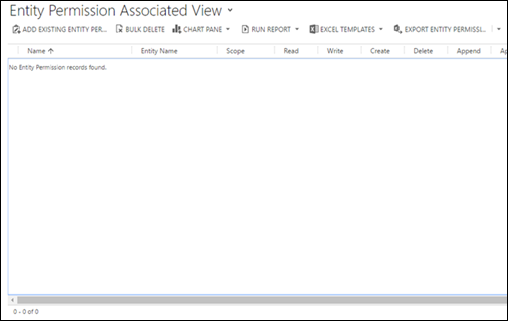 Entity Permission Associated View
ADD EXISTING ENTITY PER... BULK DELETE CHART PANE RUN REPORT EXCEL TEMPLATES EXPORT ENTITY PERMISSI...
Name Entity Name Scope Read Write Create Delete Append Ap
No Entity Permission records found.
0 - 0 of 0